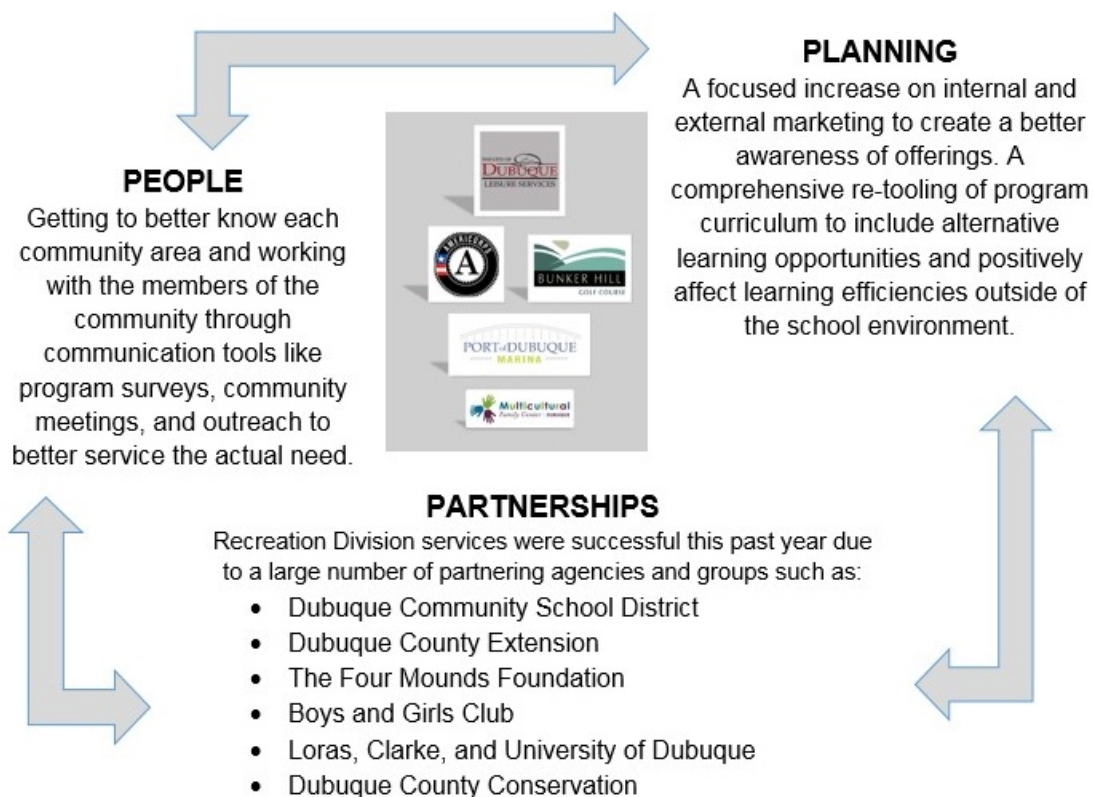 PLANNING
A focused increase on internal and
external marketing to create a better
awareness of offerings. A
comprehensive re-tooling of program
curriculum to include alternative
learning opportunities and positively
affect learning efficiencies outside of
the school environment.
PEOPLE
Getting to better know each
community area and working
with the members of the
community through
communication tools like
program surveys, community
meetings, and outreach to
better service the actual need.
THE CITY OF
DUBUQUE
LEISURE SERVICES
AMERICORPS
A
BUNKER HILL
GOLF COURSE
PORT of DUBUQUE
MARINA
Multicultural
Family Center - DUBUQUE
PARTNERSHIPS
Recreation Division services were successful this past year due
to a large number of partnering agencies and groups such as:
• Dubuque Community School District
• Dubuque County Extension
• The Four Mounds Foundation
• Boys and Girls Club
• Loras, Clarke, and University of Dubuque
• Dubuque County Conservation